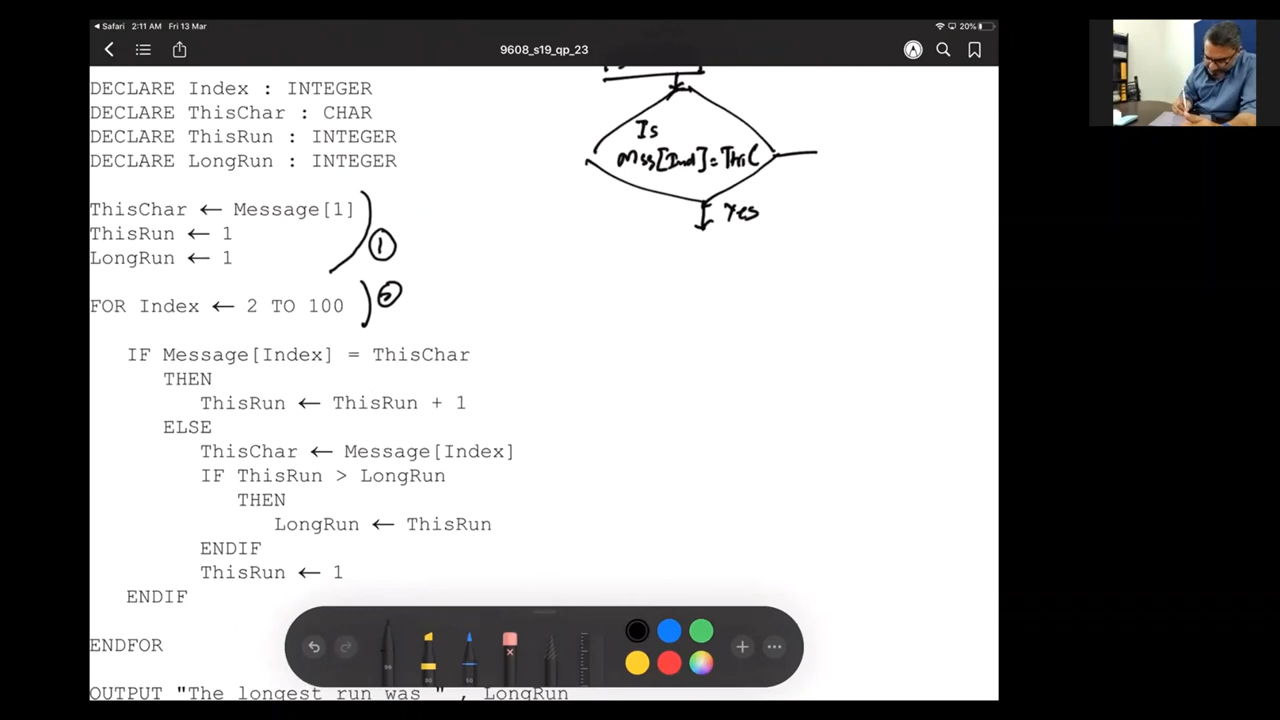 Safari 2:11 AM Fri 13 Mar
20%
9608_s19_qp_23
DECLARE Index : INTEGER
DECLARE ThisChar : CHAR
DECLARE ThisRun : INTEGER
DECLARE LongRun : INTEGER
ThisChar ← Message[1]
ThisRun ← 1
LongRun ← 1
1
FOR Index ← 2 TO 100
IF Message[Index] = ThisChar
THEN
ThisRun ← ThisRun + 1
ELSE
ThisChar ← Message[Index]
IF ThisRun > LongRun
THEN
LongRun ← ThisRun
ENDIF
ThisRun ← 1
ENDIF
ENDFOR
OUTPUT "The longest run was " , LongRun
Is
Mss[Ind]=ThisC
Yes